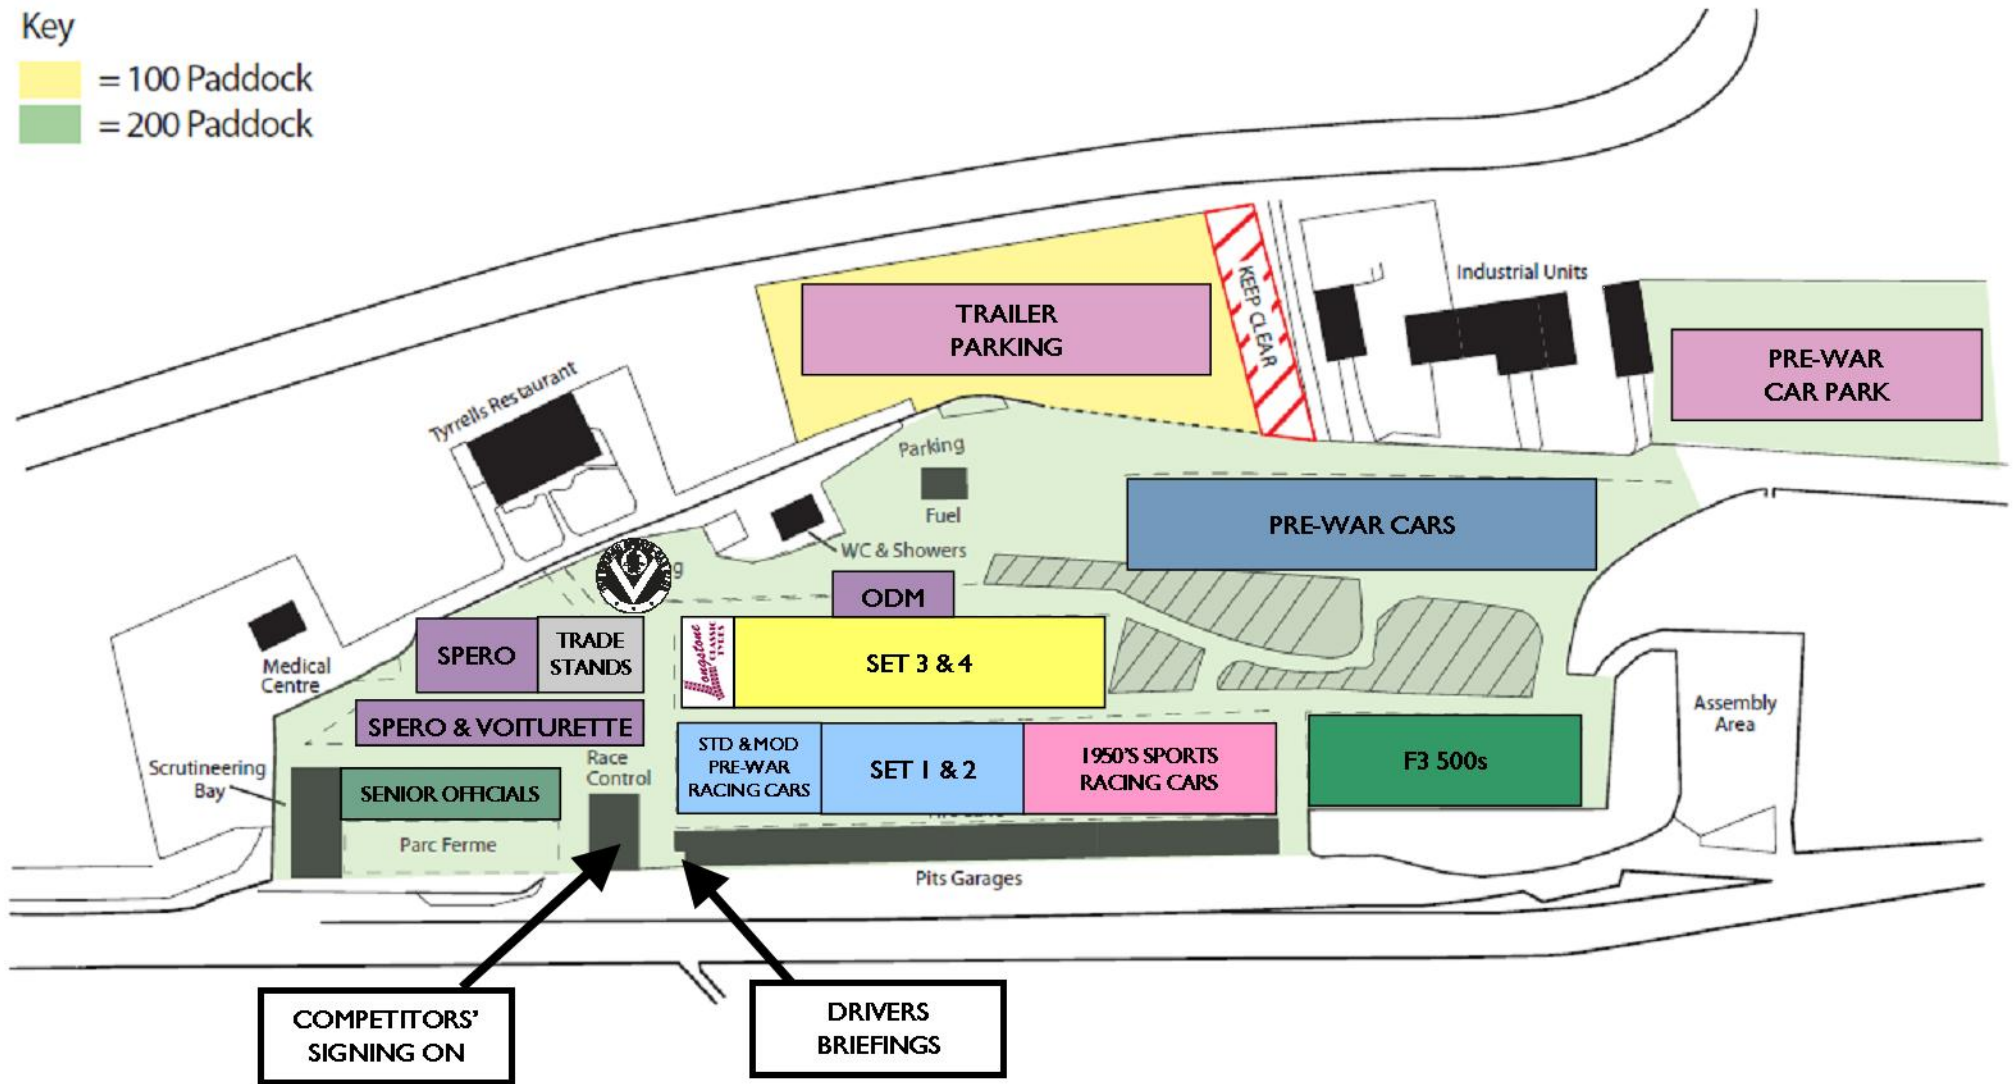 Key
= 100 Paddock
= 200 Paddock
Industrial Units
KEEP CLEAR
TRAILER
PARKING
PRE-WAR
CAR PARK
Tyrrells Restaurant
Parking
Fuel
PRE-WAR CARS
WC & Showers
ODM
SPERO
TRADE
STANDS
Longstone
CLASSIC
TYRES
SET 3 & 4
Medical
Centre
SPERO & VOITURETTE
Assembly
Area
Scrutineering
Bay
Race
Control
STD & MOD
PRE-WAR
RACING CARS
SET 1 & 2
1950'S SPORTS
RACING CARS
F3 500s
SENIOR OFFICIALS
Parc Ferme
Pits Garages
COMPETITORS'
SIGNING ON
DRIVERS
BRIEFINGS